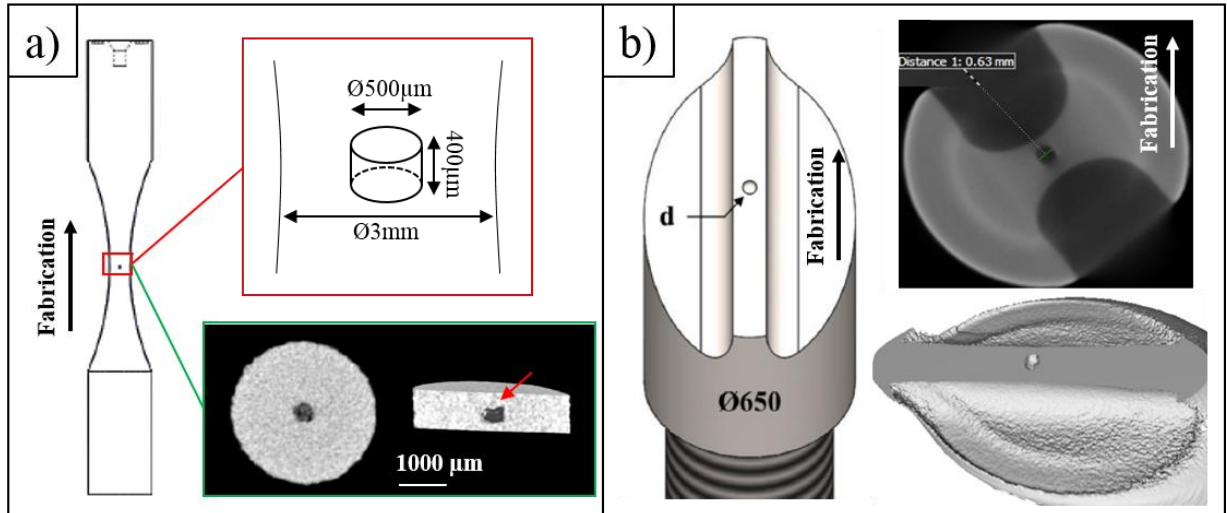 a)
Fabrication
Ø500µm
400µm
Ø3mm
1000 µm
b)
d
Fabrication
Ø650
Distance 1: 0.63 mm
Fabrication